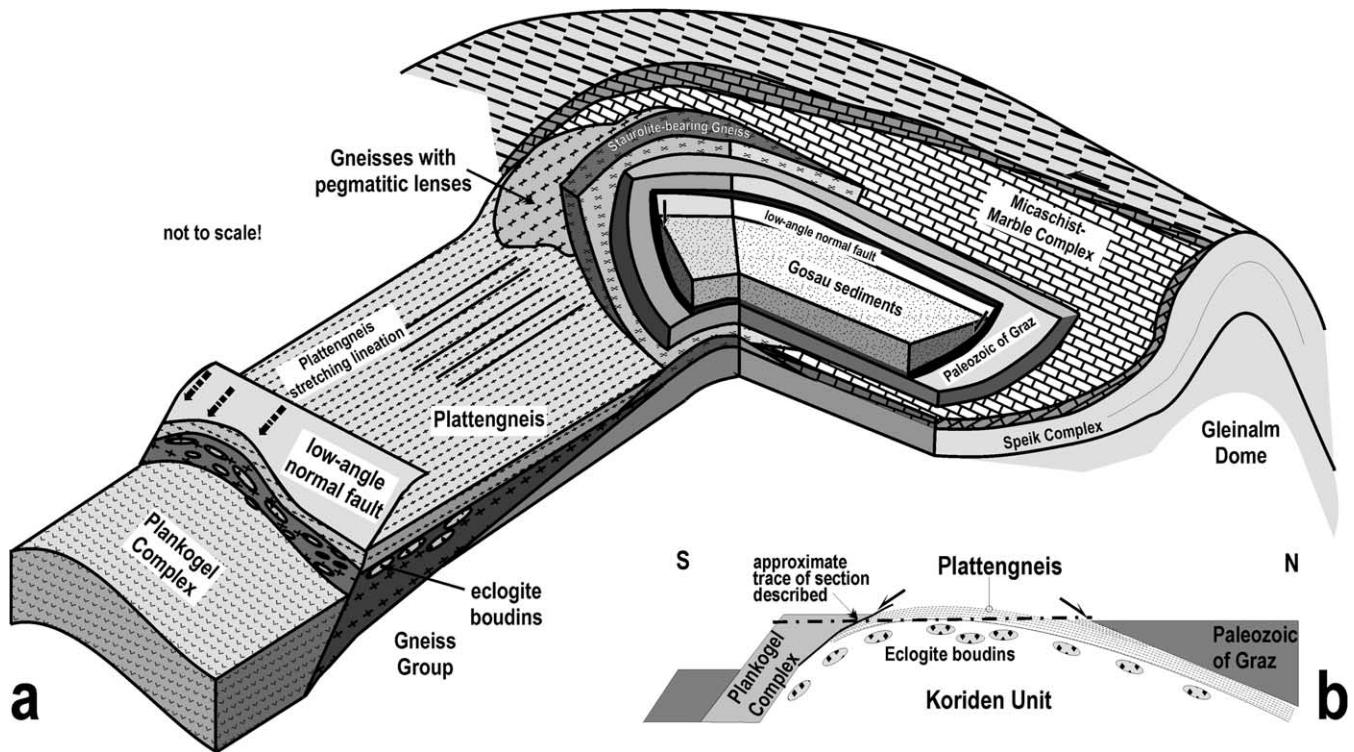 Staurolite-bearing Gneiss
Gneisses with
pegmatitic lenses
not to scale!
Micaschist-
Marble Complex
low-angle normal fault
Gosau sediments
Paleozoic of Graz
Plattengneis
stretching lineation
Plattengneis
low-angle
normal fault
Speik Complex
Gleinalm
Dome
Plankogel
Complex
eclogite
boudins
Gneiss
Group
a
S
approximate
trace of section
described
Plattengneis
N
Plankogel
Complex
Eclogite boudins
Paleozoic
of Graz
Koriden Unit
b